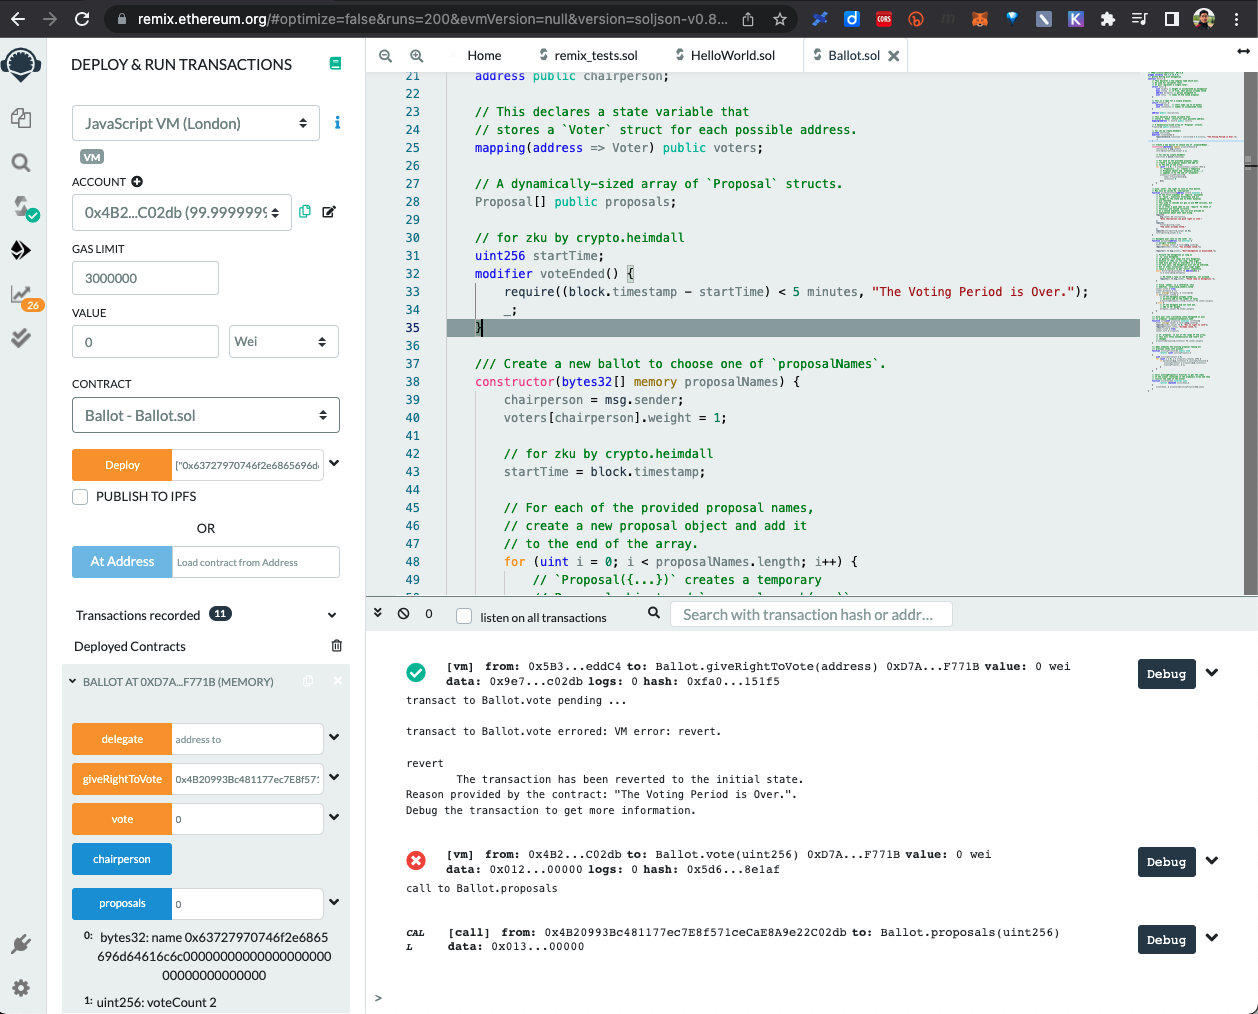 remix.ethereum.org/#optimize=false&runs=200&evmVersion=null&version=soljson-v0.8...
CORS
DEPLOY & RUN TRANSACTIONS
JavaScript VM (London)
VM
ACCOUNT
0x4B2...C02db (99.9999999
GAS LIMIT
3000000
VALUE
0
Wei
CONTRACT
Ballot - Ballot.sol
Deploy
["0x63727970746f2e6865696d
PUBLISH TO IPFS
OR
At Address
Load contract from Address
Transactions recorded 11
Deployed Contracts
BALLOT AT 0XD7A...F771B (MEMORY)
delegate
address to
giveRightToVote
0x4B20993Bc481177ec7E8f571
vote
0
chairperson
proposals
0
0: bytes32: name 0x63727970746f2e6865
696d64616c6c00000000000000000000
00000000000000
1: uint256: voteCount 2
26
Home
remix_tests.sol
HelloWorld.sol
Ballot.sol
21 address public chairperson;
22
23 // This declares a state variable that
24 // stores a `Voter` struct for each possible address.
25 mapping(address => Voter) public voters;
26
27 // A dynamically-sized array of `Proposal` structs.
28 Proposal[] public proposals;
29
30 // for zku by crypto.heimdall
31 uint256 startTime;
32 modifier voteEnded() {
33 require((block.timestamp - startTime) < 5 minutes, "The Voting Period is Over.");
34 _;
35 }
36
37 /// Create a new ballot to choose one of `proposalNames`.
38 constructor(bytes32[] memory proposalNames) {
39 chairperson = msg.sender;
40 voters[chairperson].weight = 1;
41
42 // for zku by crypto.heimdall
43 startTime = block.timestamp;
44
45 // For each of the provided proposal names,
46 // create a new proposal object and add it
47 // to the end of the array.
48 for (uint i = 0; i < proposalNames.length; i++) {
49 // `Proposal({...})` creates a temporary
0
listen on all transactions
Search with transaction hash or addr...
[vm] from: 0x5B3...eddC4 to: Ballot.giveRightToVote(address) 0xD7A...F771B value: 0 wei
data: 0x9e7...c02db logs: 0 hash: 0xfa0...151f5
Debug
transact to Ballot.vote pending ...
transact to Ballot.vote errored: VM error: revert.
revert
The transaction has been reverted to the initial state.
Reason provided by the contract: "The Voting Period is Over.".
Debug the transaction to get more information.
[vm] from: 0x4B2...C02db to: Ballot.vote(uint256) 0xD7A...F771B value: 0 wei
data: 0x012...00000 logs: 0 hash: 0x5d6...8e1af
Debug
call to Ballot.proposals
CAL
L
[call] from: 0x4B20993Bc481177ec7E8f571ceCaE8A9e22C02db to: Ballot.proposals(uint256)
data: 0x013...00000
Debug
>